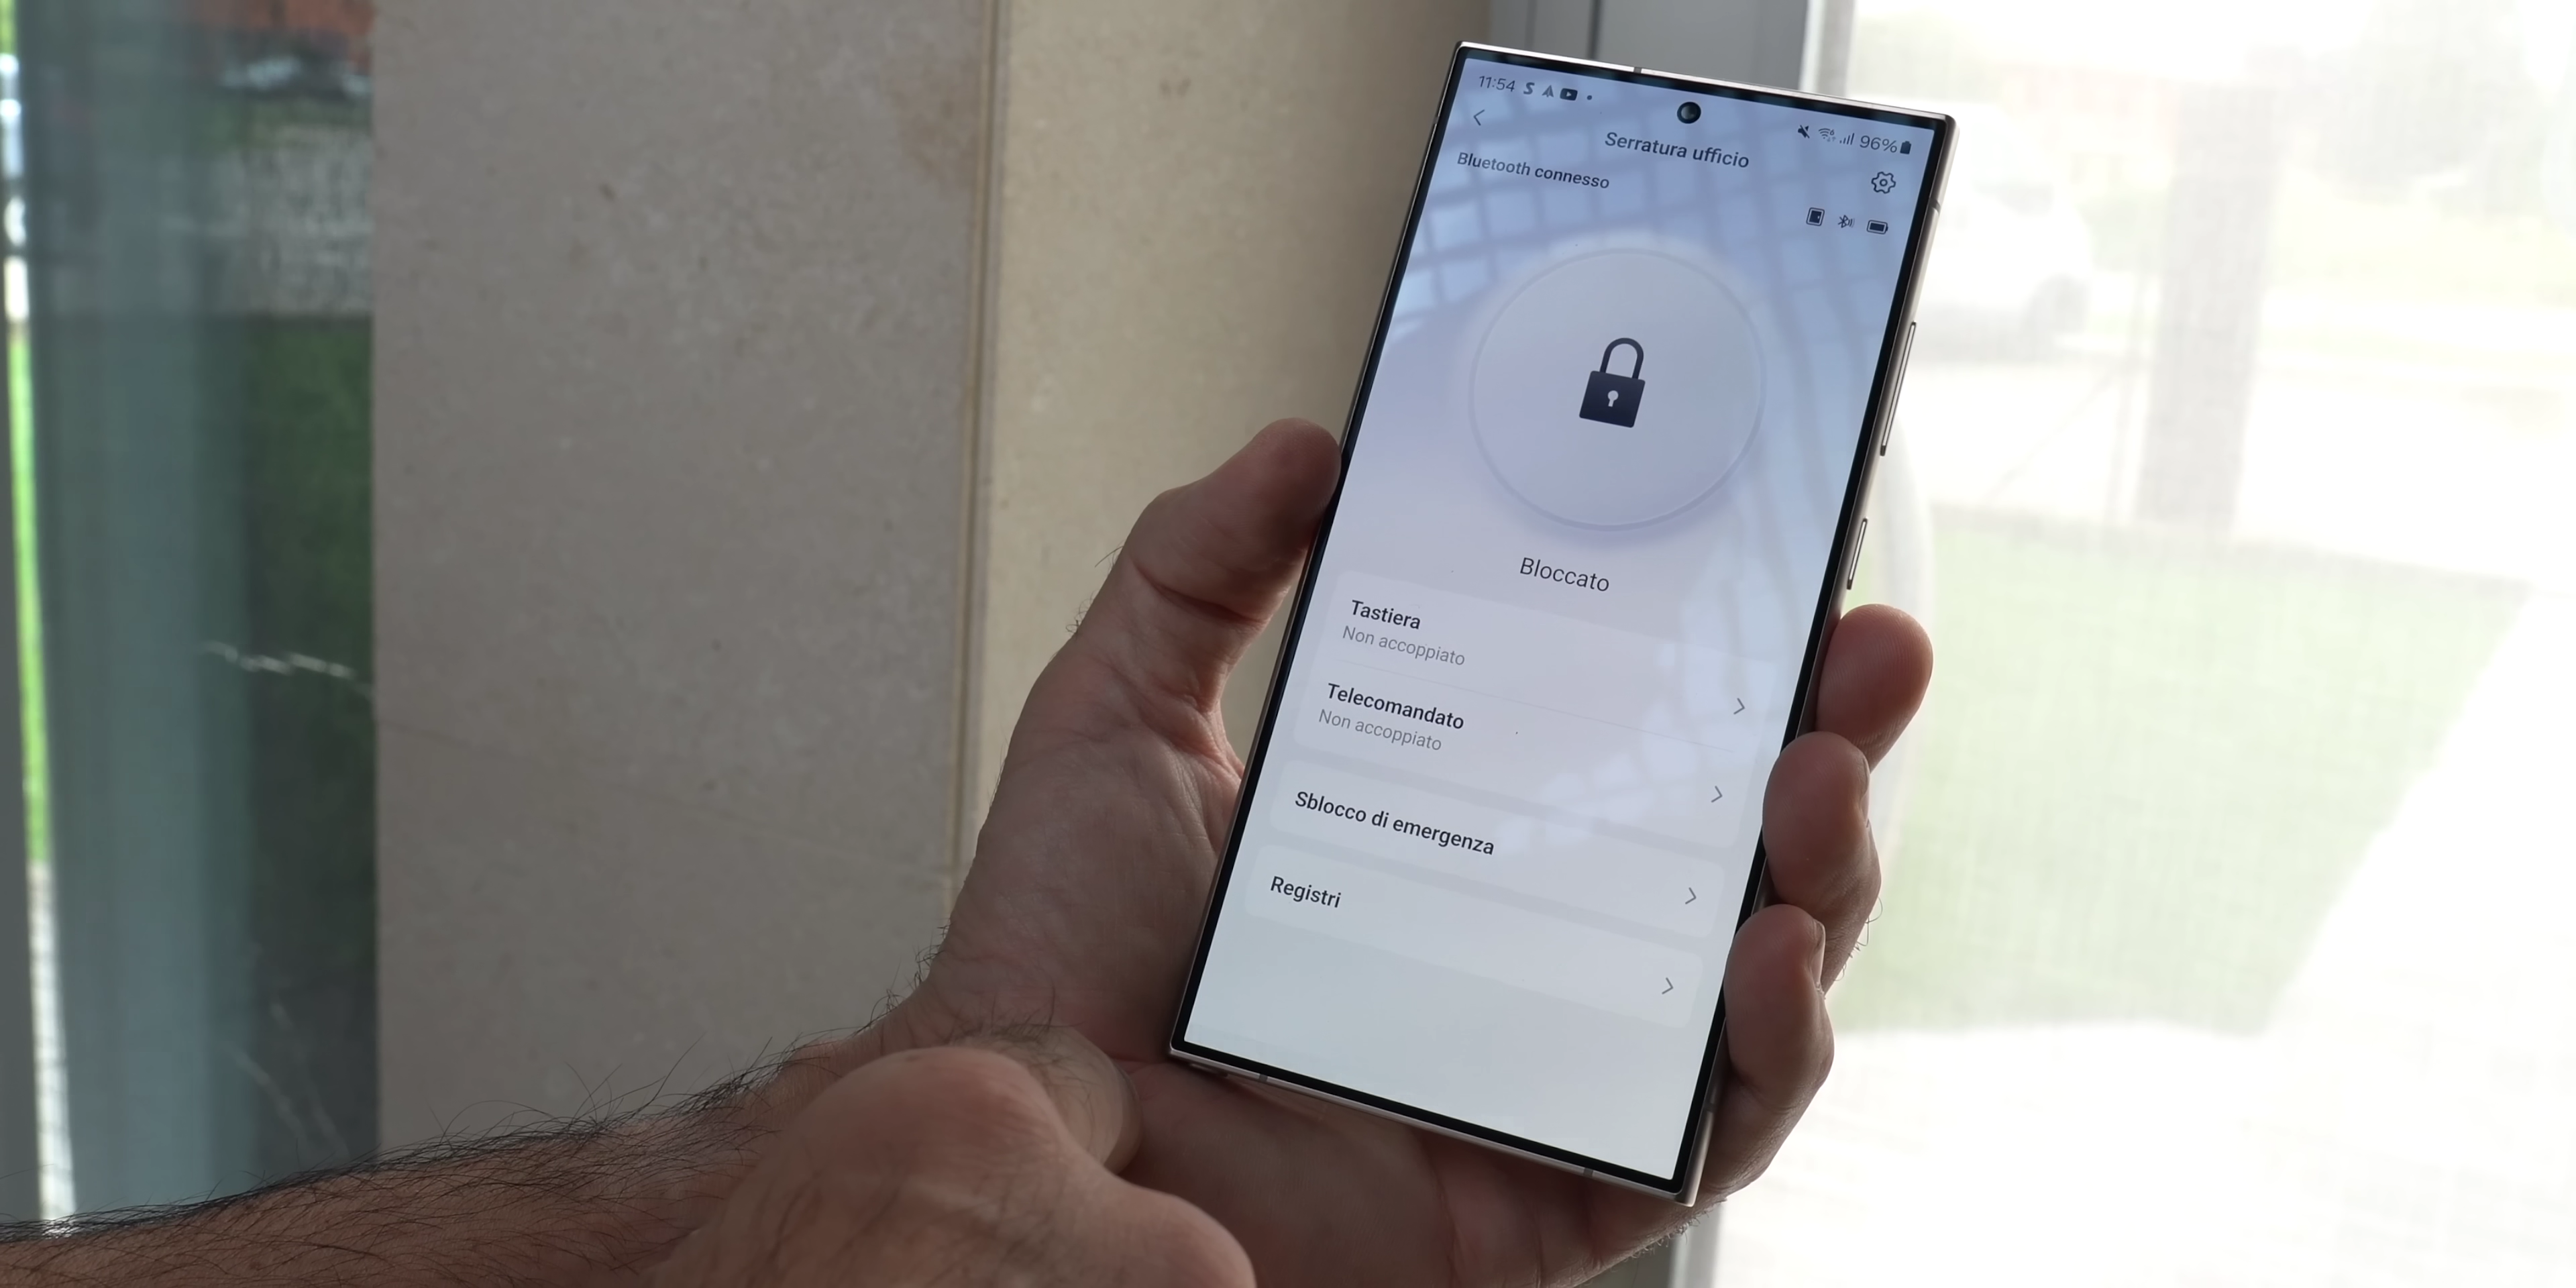 11:54
96%
Serratura ufficio
Bluetooth connesso
Bloccato
Tastiera
Non accoppiato
Telecomandato
Non accoppiato
Sblocco di emergenza
Registri